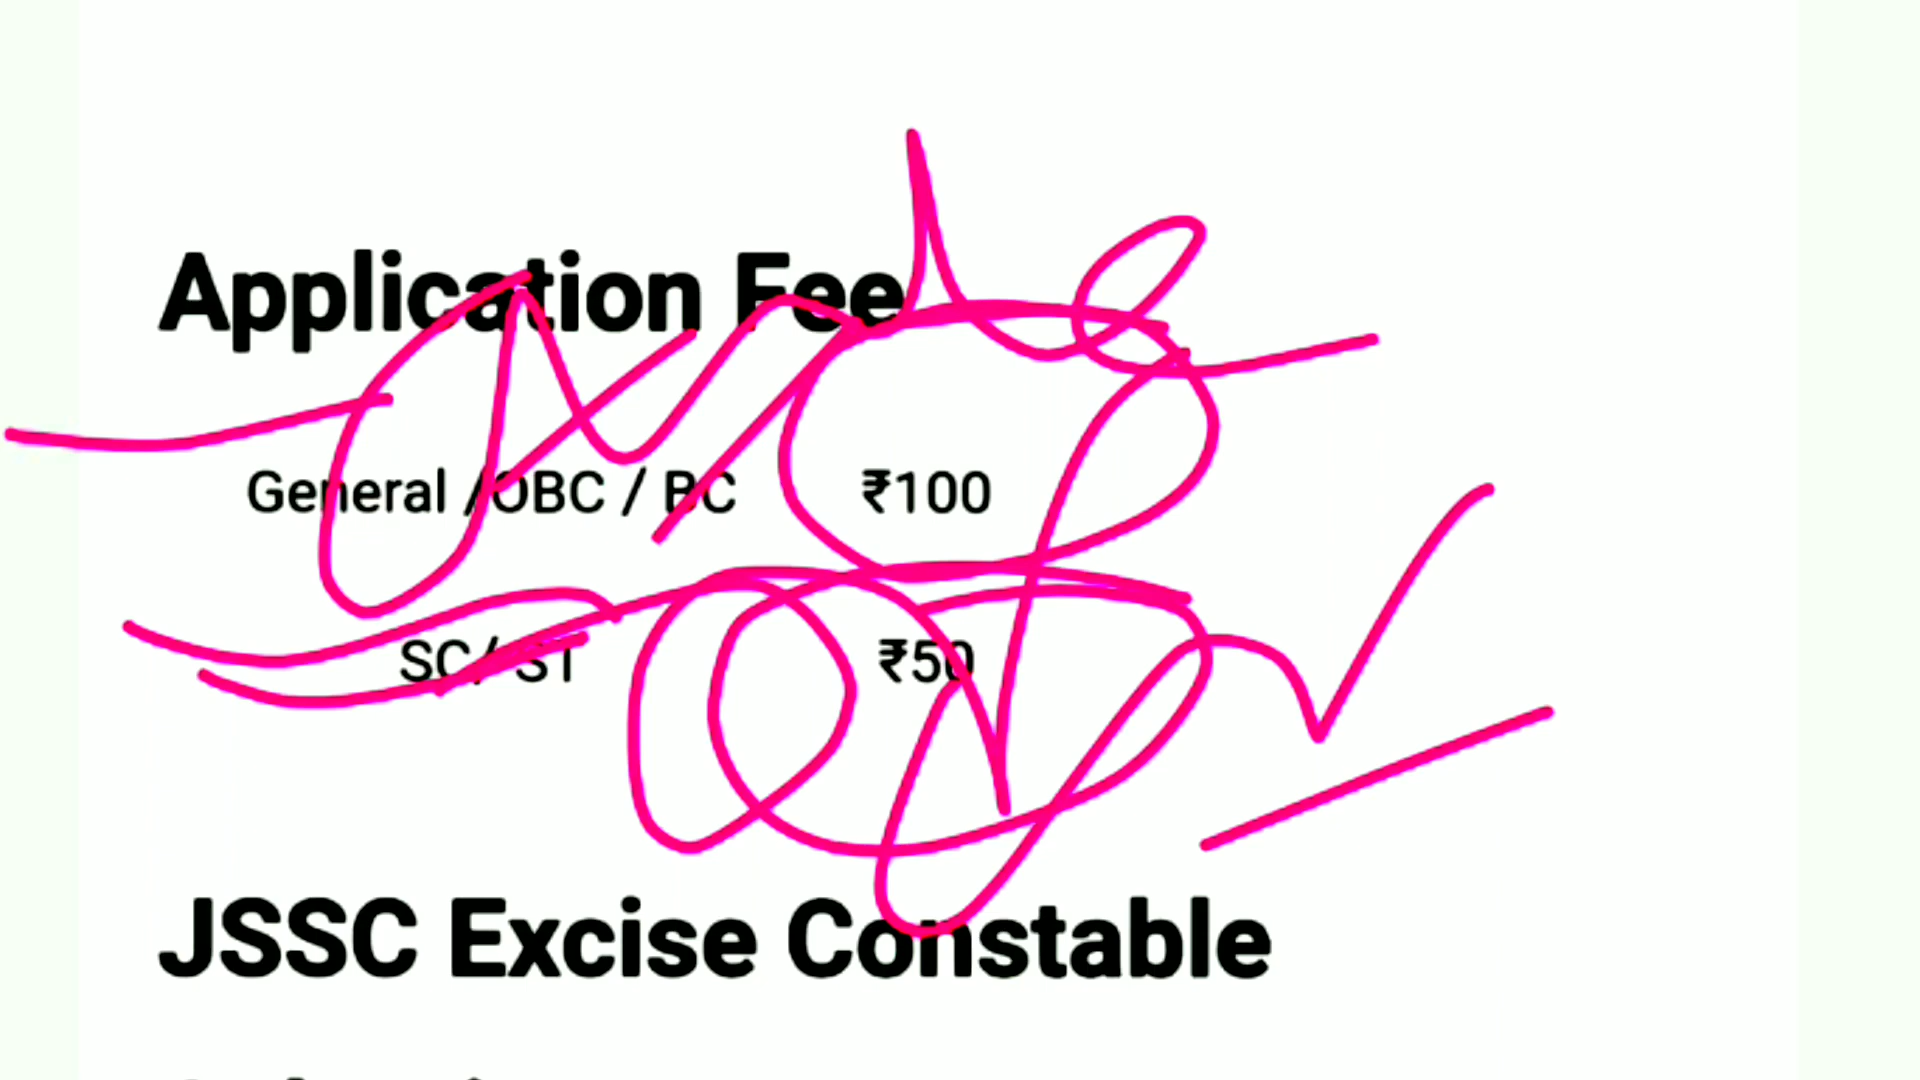 Application Fee
General /OBC / BC ₹100
SC/ ST ₹50
JSSC Excise Constable